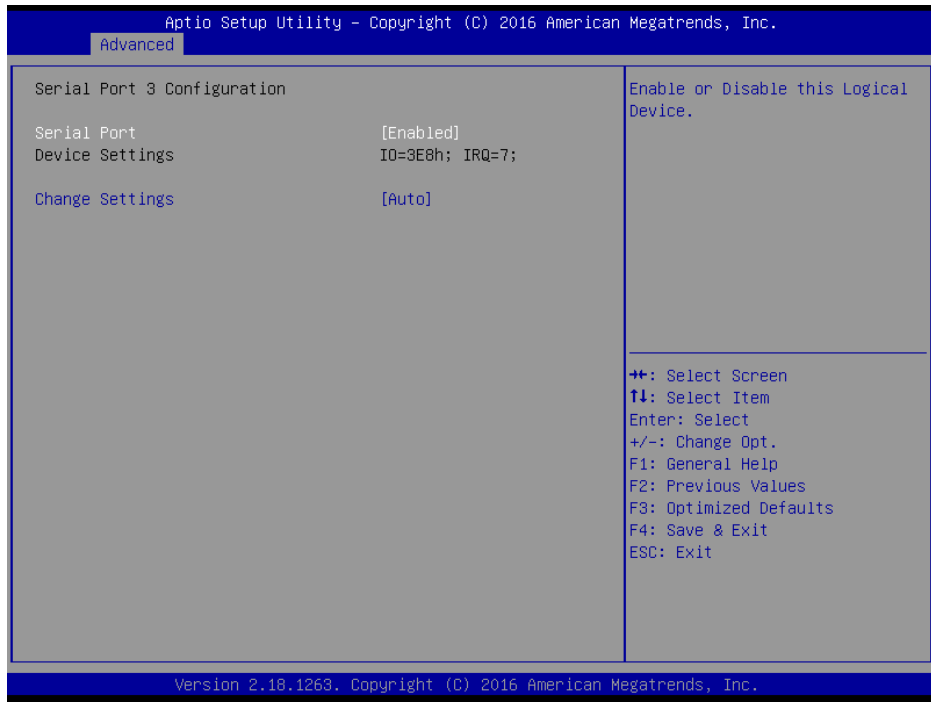 Aptio Setup Utility – Copyright (C) 2016 American Megatrends, Inc.
Advanced
Serial Port 3 Configuration
Serial Port [Enabled]
Device Settings IO=3E8h; IRQ=7;
Change Settings [Auto]
Enable or Disable this Logical
Device.
→←: Select Screen
↑↓: Select Item
Enter: Select
+/-: Change Opt.
F1: General Help
F2: Previous Values
F3: Optimized Defaults
F4: Save & Exit
ESC: Exit
Version 2.18.1263. Copyright (C) 2016 American Megatrends, Inc.